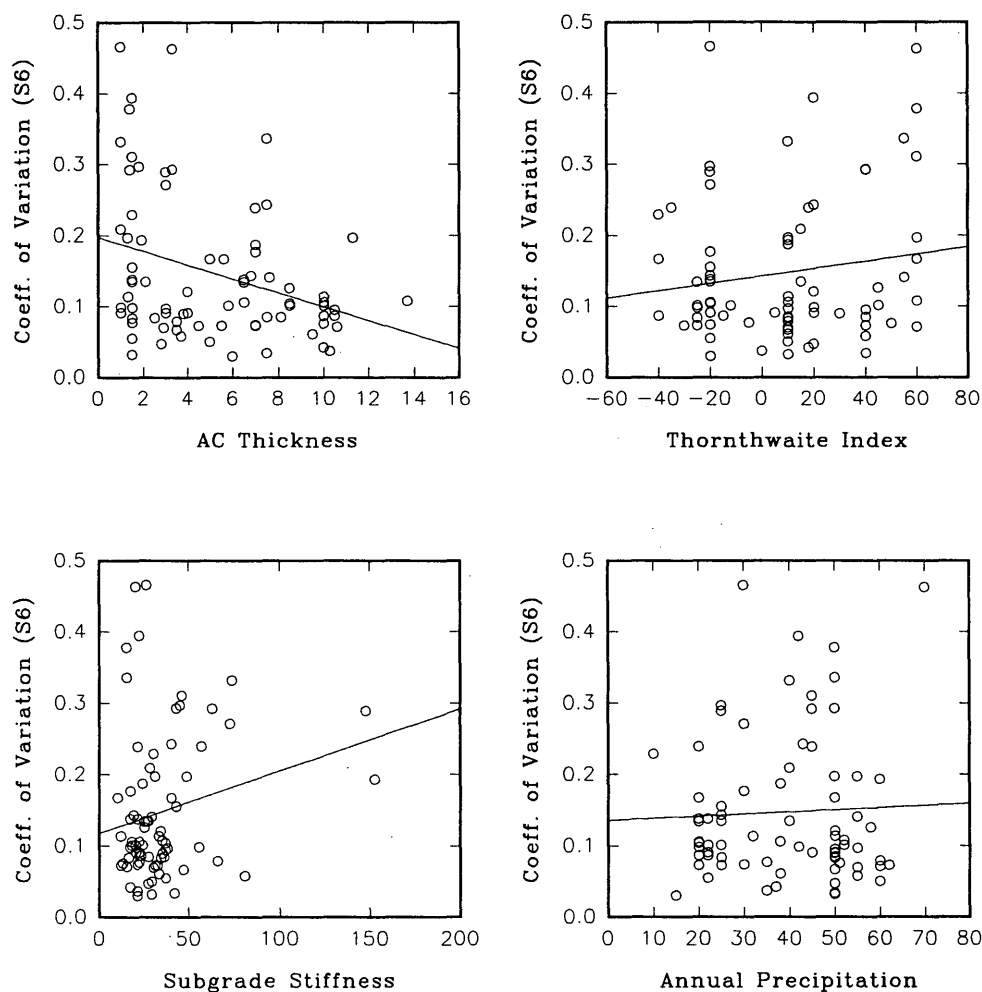 0.5 0.4 0.3 0.2 0.1 0.0
Coeff. of Variation (S6)
0 2 4 6 8 10 12 14 16
AC Thickness
0.5 0.4 0.3 0.2 0.1 0.0
Coeff. of Variation (S6)
−60 −40 −20 0 20 40 60 80
Thornthwaite Index
0.5 0.4 0.3 0.2 0.1 0.0
Coeff. of Variation (S6)
0 50 100 150 200
Subgrade Stiffness
0.5 0.4 0.3 0.2 0.1 0.0
Coeff. of Variation (S6)
0 10 20 30 40 50 60 70 80
Annual Precipitation